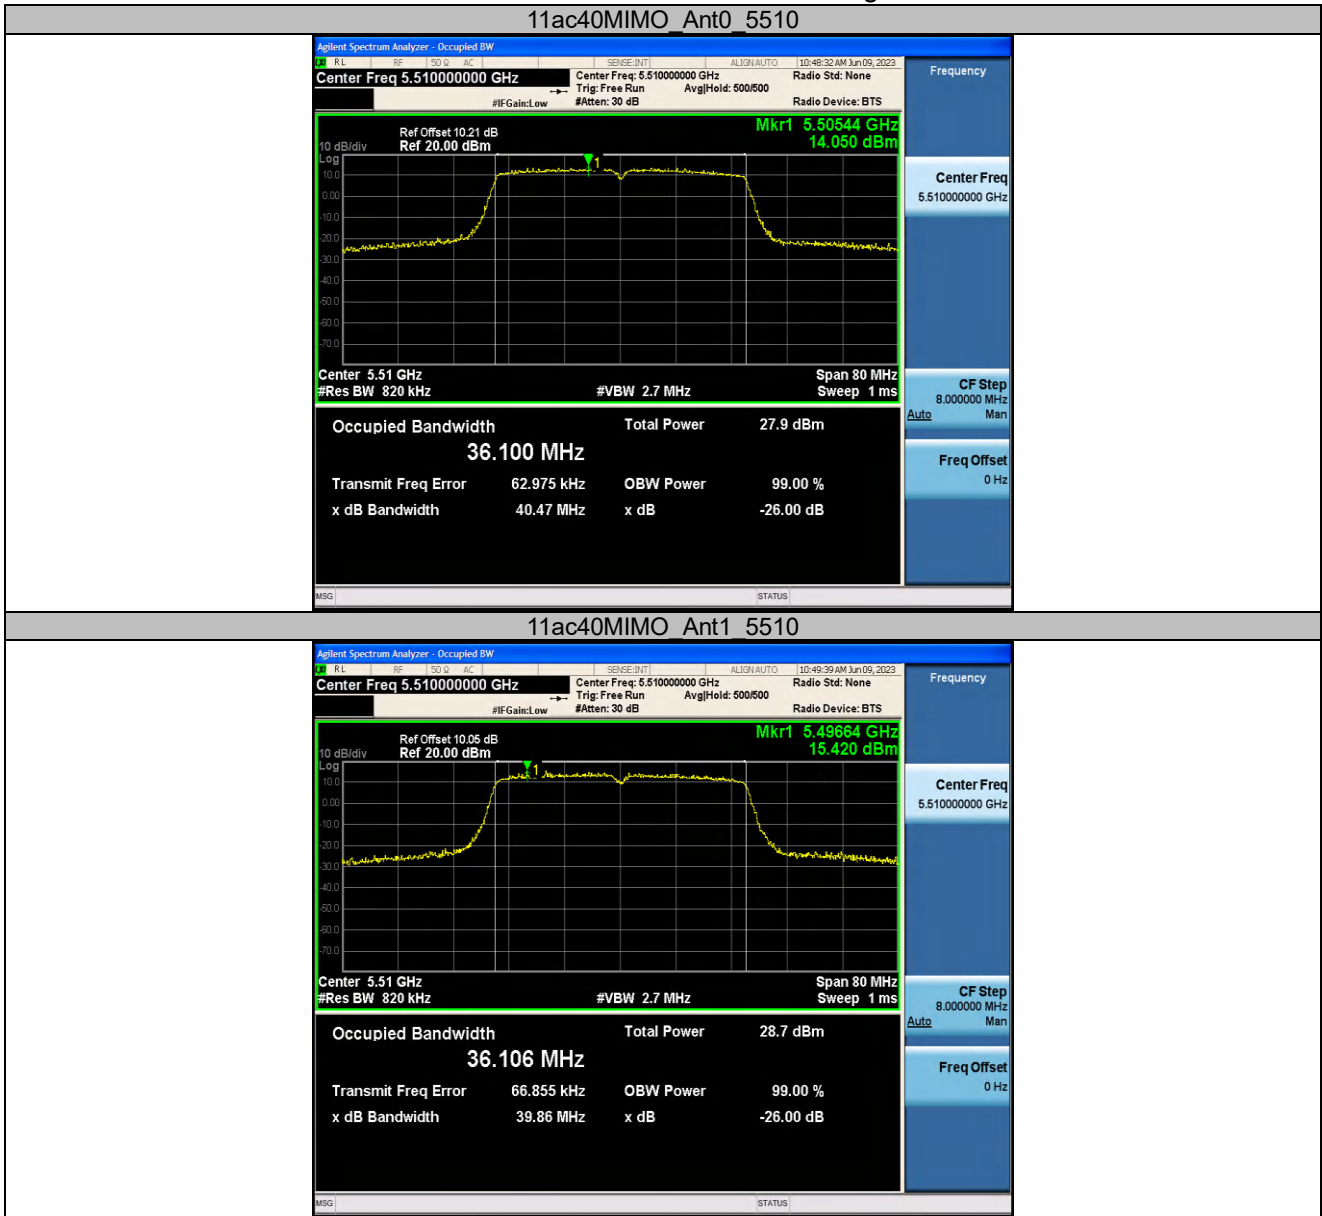 11ac40MIMO_Ant0_5510
Agilent Spectrum Analyzer - Occupied BW
RL RF 50 Ω AC SENSE:INT ALIGN AUTO 10:48:32 AM Jun 09, 2023
Center Freq 5.510000000 GHz
Center Freq: 5.510000000 GHz
Radio Std: None
Trig: Free Run Avg|Hold: 500/500
#IFGain:Low #Atten: 30 dB Radio Device: BTS
Frequency
Mkr1 5.50544 GHz
14.050 dBm
Ref Offset 10.21 dB
10 dB/div Ref 20.00 dBm
Log
10.0
0.00
-10.0
-20.0
-30.0
-40.0
-50.0
-60.0
-70.0
1
Center 5.51 GHz Span 80 MHz
#Res BW 820 kHz #VBW 2.7 MHz Sweep 1 ms
Occupied Bandwidth Total Power 27.9 dBm
36.100 MHz
Transmit Freq Error 62.975 kHz OBW Power 99.00 %
x dB Bandwidth 40.47 MHz x dB -26.00 dB
Center Freq
5.510000000 GHz
CF Step
8.000000 MHz
Auto Man
Freq Offset
0 Hz
MSG STATUS
11ac40MIMO_Ant1_5510
Agilent Spectrum Analyzer - Occupied BW
RL RF 50 Ω AC SENSE:INT ALIGN AUTO 10:49:39 AM Jun 09, 2023
Center Freq 5.510000000 GHz
Center Freq: 5.510000000 GHz
Radio Std: None
Trig: Free Run Avg|Hold: 500/500
#IFGain:Low #Atten: 30 dB Radio Device: BTS
Frequency
Mkr1 5.49664 GHz
15.420 dBm
Ref Offset 10.05 dB
10 dB/div Ref 20.00 dBm
Log
10.0
0.00
-10.0
-20.0
-30.0
-40.0
-50.0
-60.0
-70.0
1
Center 5.51 GHz Span 80 MHz
#Res BW 820 kHz #VBW 2.7 MHz Sweep 1 ms
Occupied Bandwidth Total Power 28.7 dBm
36.106 MHz
Transmit Freq Error 66.855 kHz OBW Power 99.00 %
x dB Bandwidth 39.86 MHz x dB -26.00 dB
Center Freq
5.510000000 GHz
CF Step
8.000000 MHz
Auto Man
Freq Offset
0 Hz
MSG STATUS